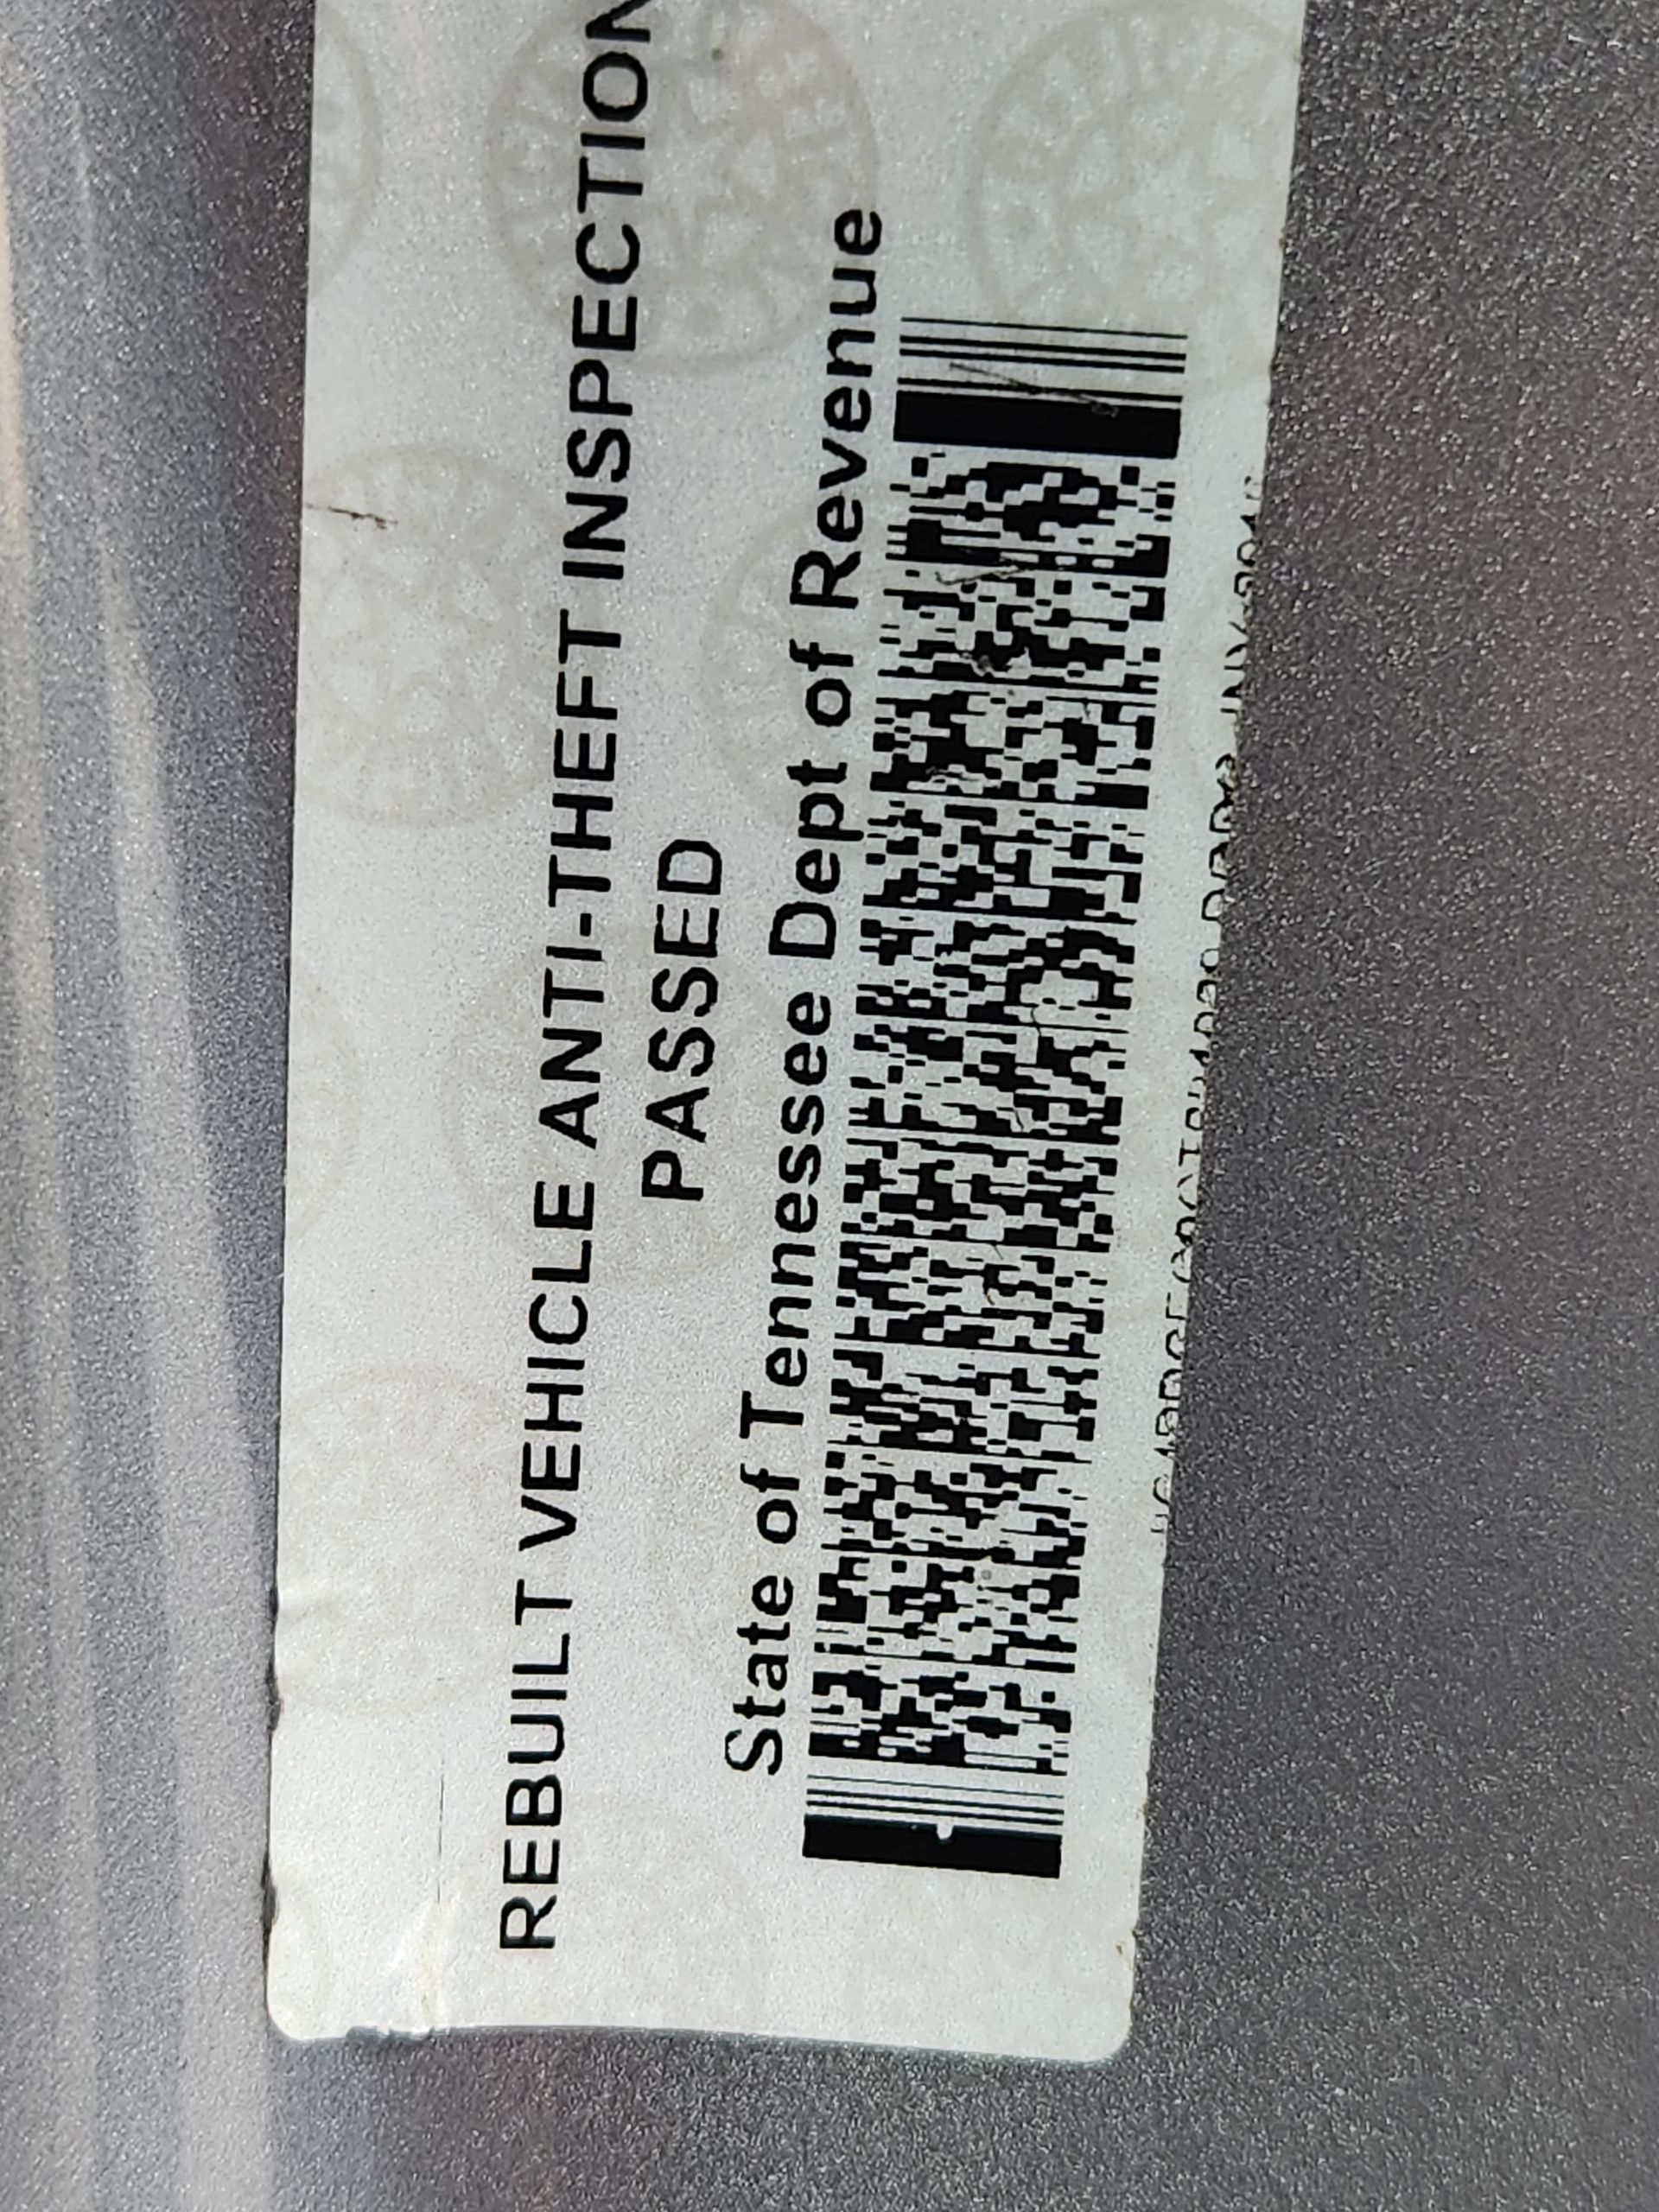 REBUILT VEHICLE ANTI-THEFT INSPECTION
PASSED
State of Tennessee Dept of Revenue